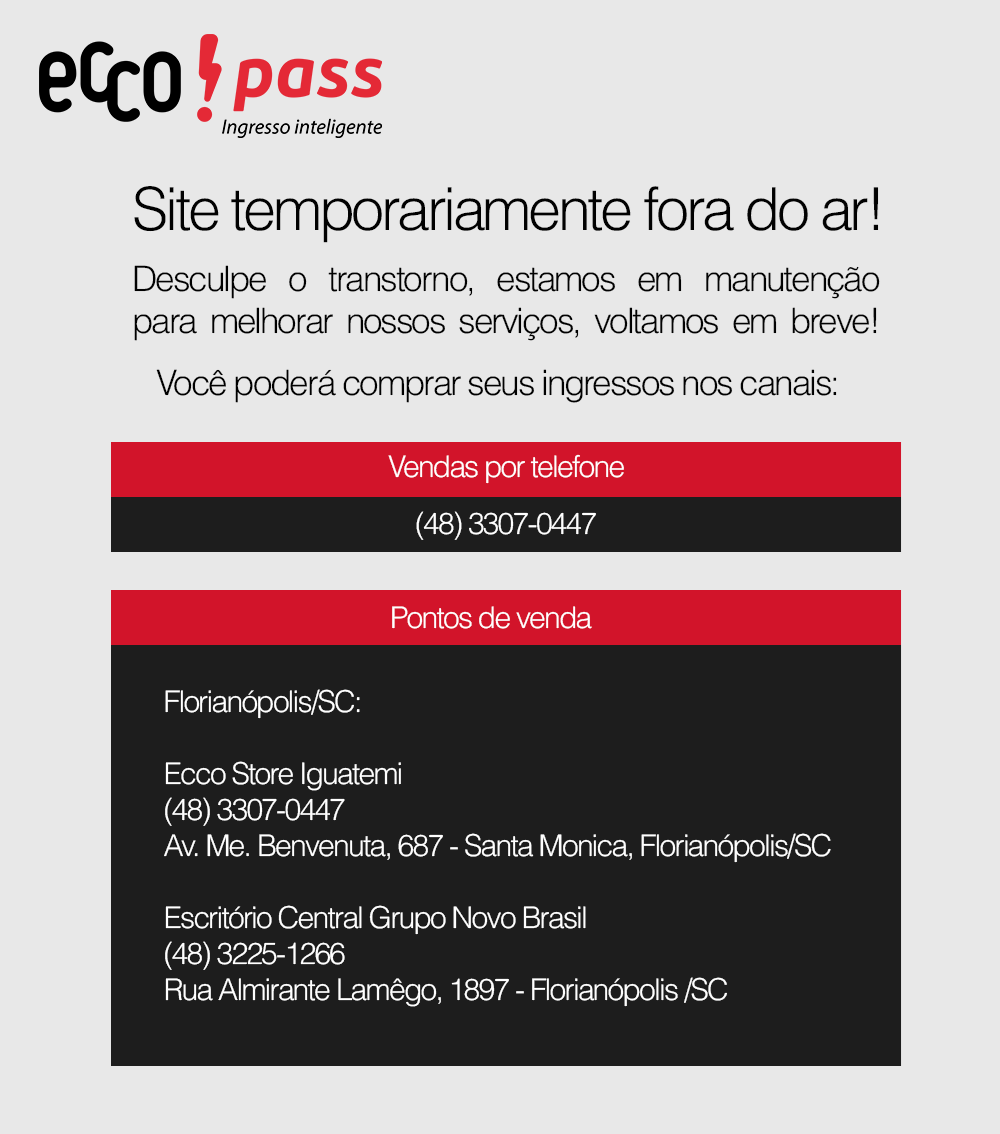 ecco!pass
Ingresso inteligente
Site temporariamente fora do ar!
Desculpe o transtorno, estamos em manutenção
para melhorar nossos serviços, voltamos em breve!
Você poderá comprar seus ingressos nos canais:
Vendas por telefone
(48) 3307-0447
Pontos de venda
Florianópolis/SC:
Ecco Store Iguatemi
(48) 3307-0447
Av. Me. Benvenuta, 687 - Santa Monica, Florianópolis/SC
Escritório Central Grupo Novo Brasil
(48) 3225-1266
Rua Almirante Lamêgo, 1897 - Florianópolis /SC